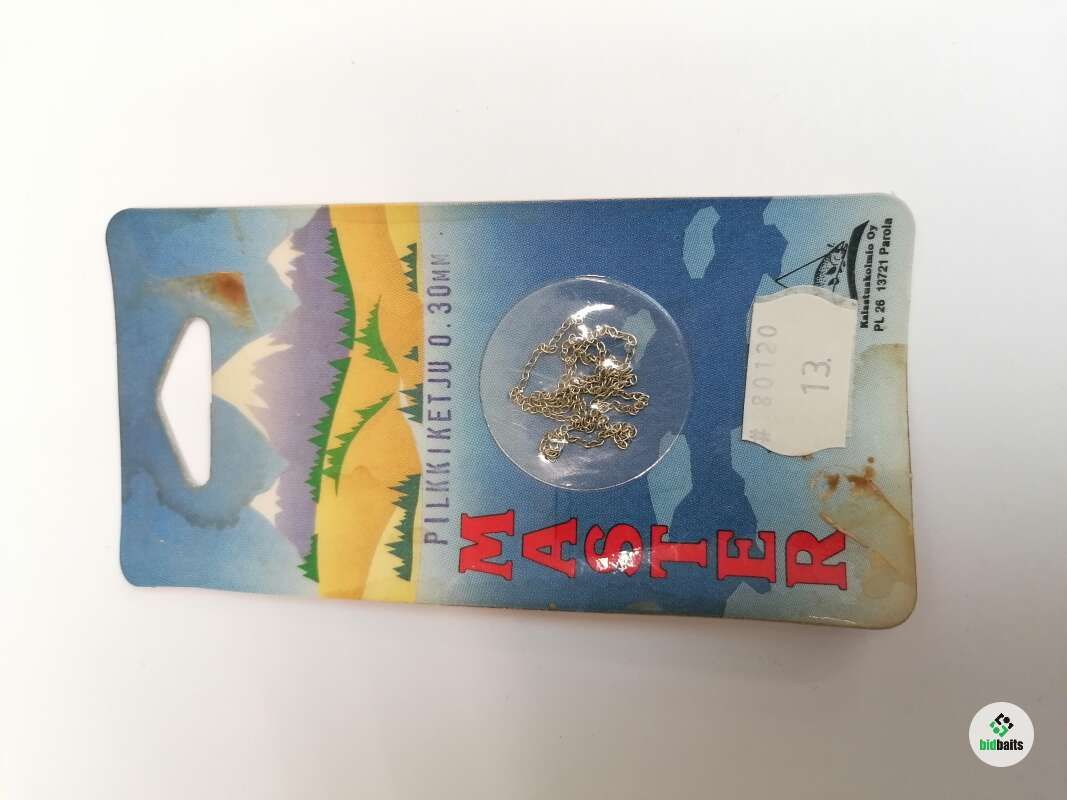 PILKKIKETJU 0.30MM
MASTER
# 80120
13.
Kalastuskolmio Oy
PL 26 13721 Parola
bidbaits